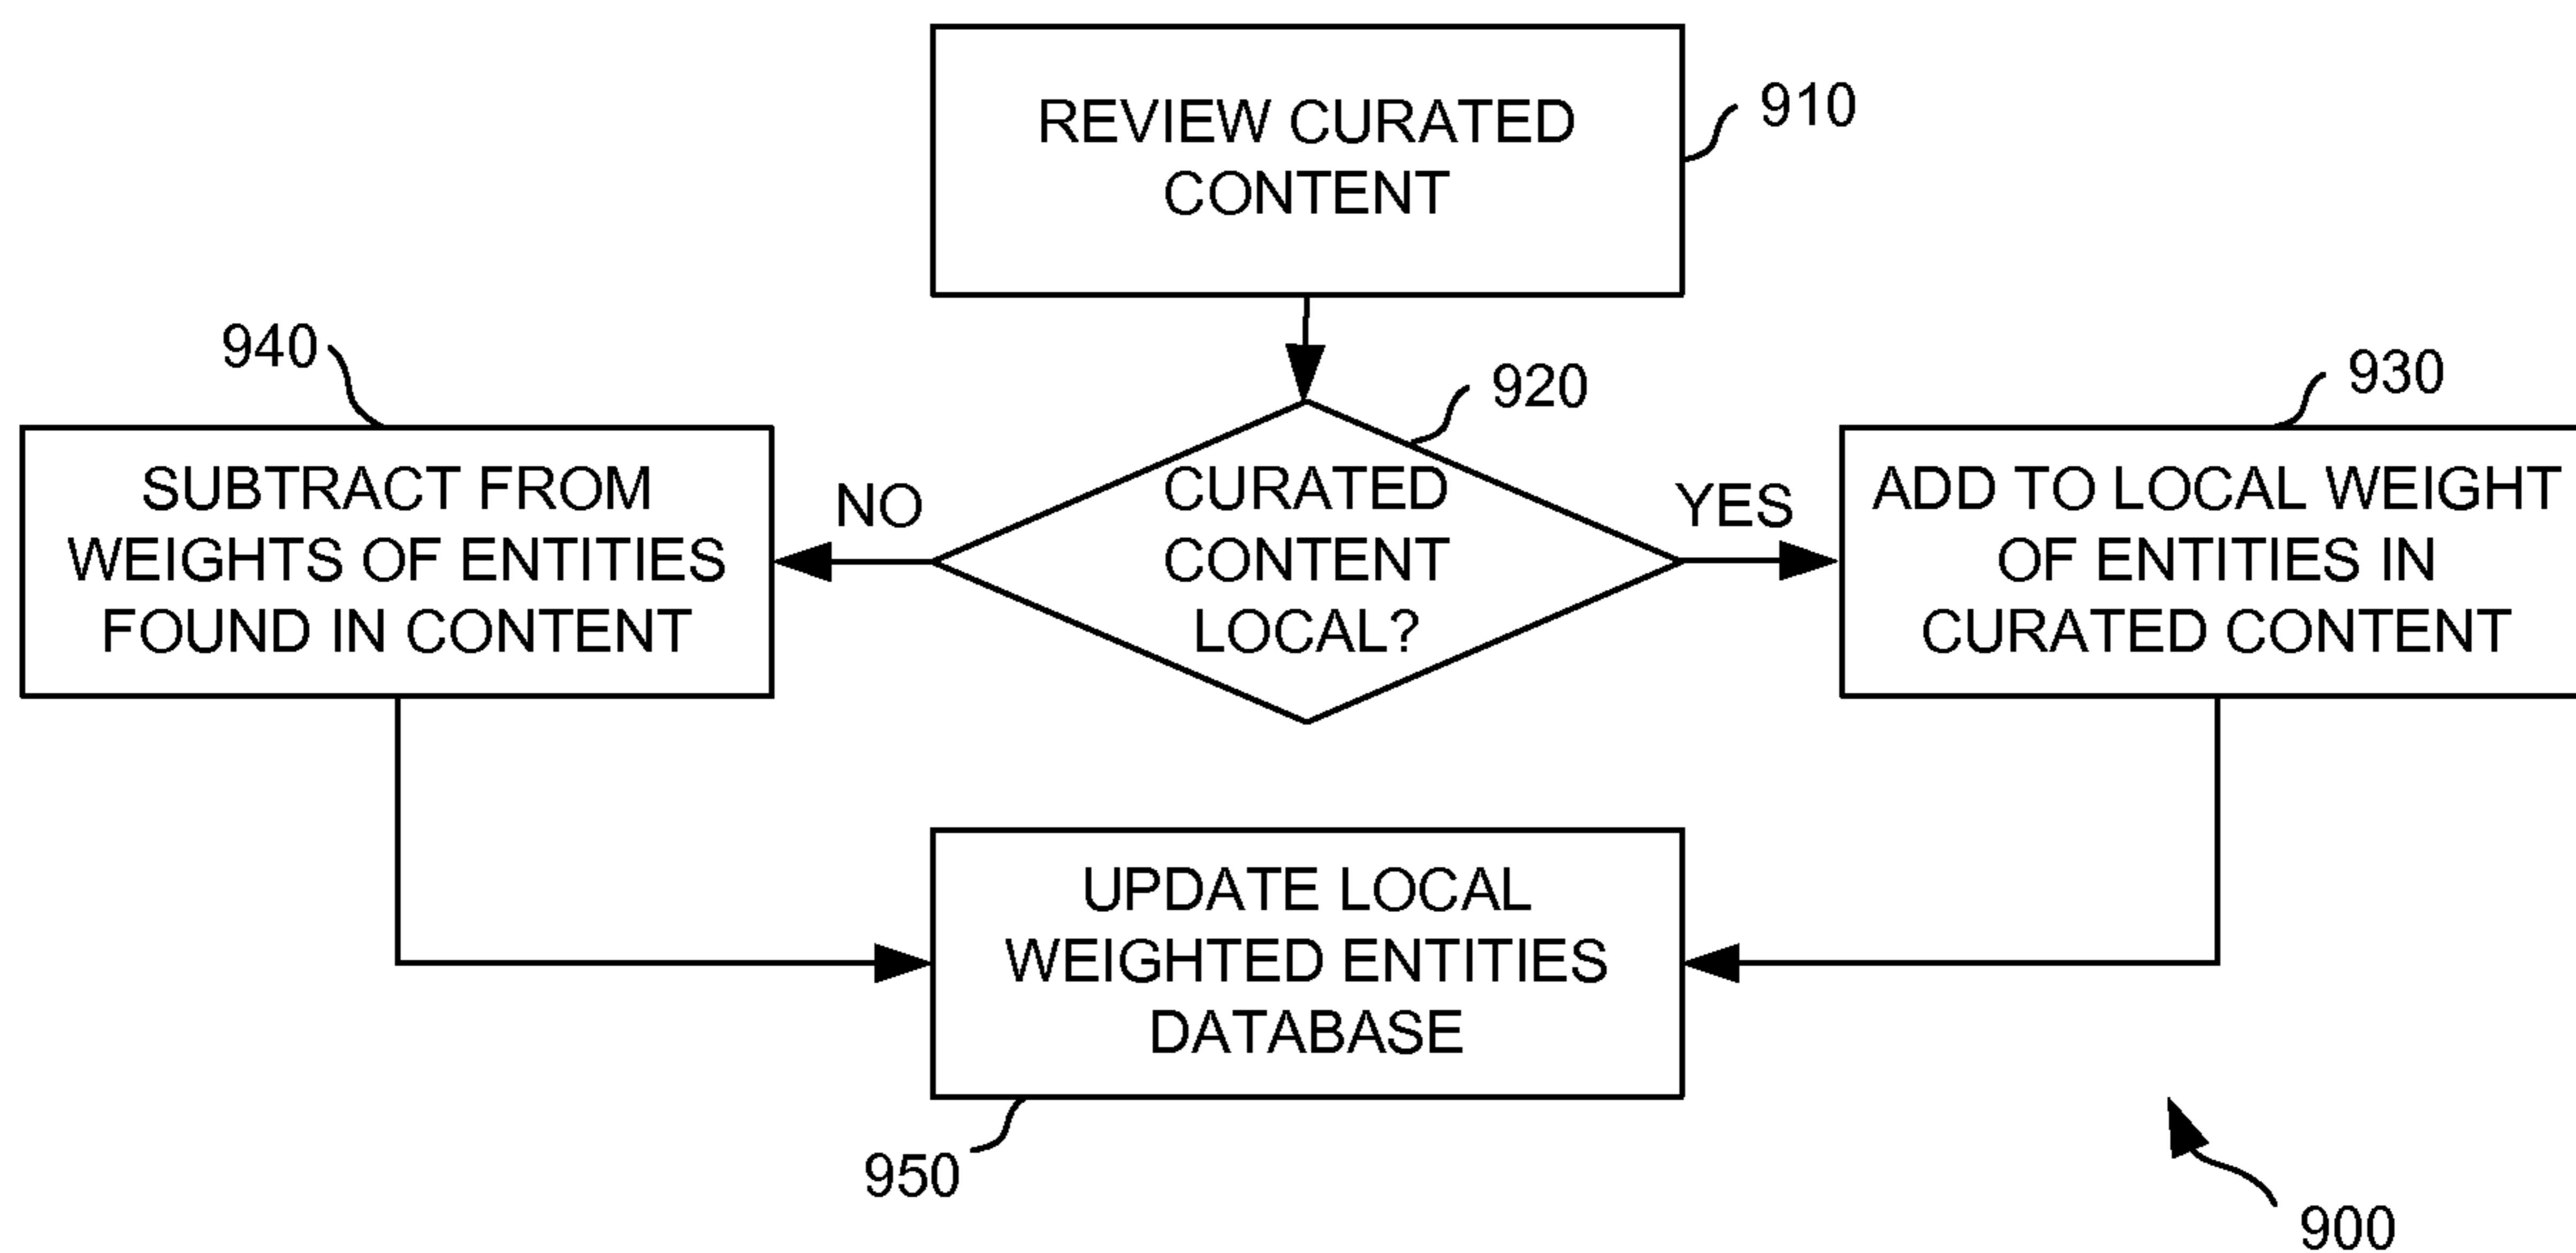 REVIEW CURATED
CONTENT
910
920
CURATED
CONTENT
LOCAL?
NO
YES
940
SUBTRACT FROM
WEIGHTS OF ENTITIES
FOUND IN CONTENT
930
ADD TO LOCAL WEIGHT
OF ENTITIES IN
CURATED CONTENT
UPDATE LOCAL
WEIGHTED ENTITIES
DATABASE
950
900